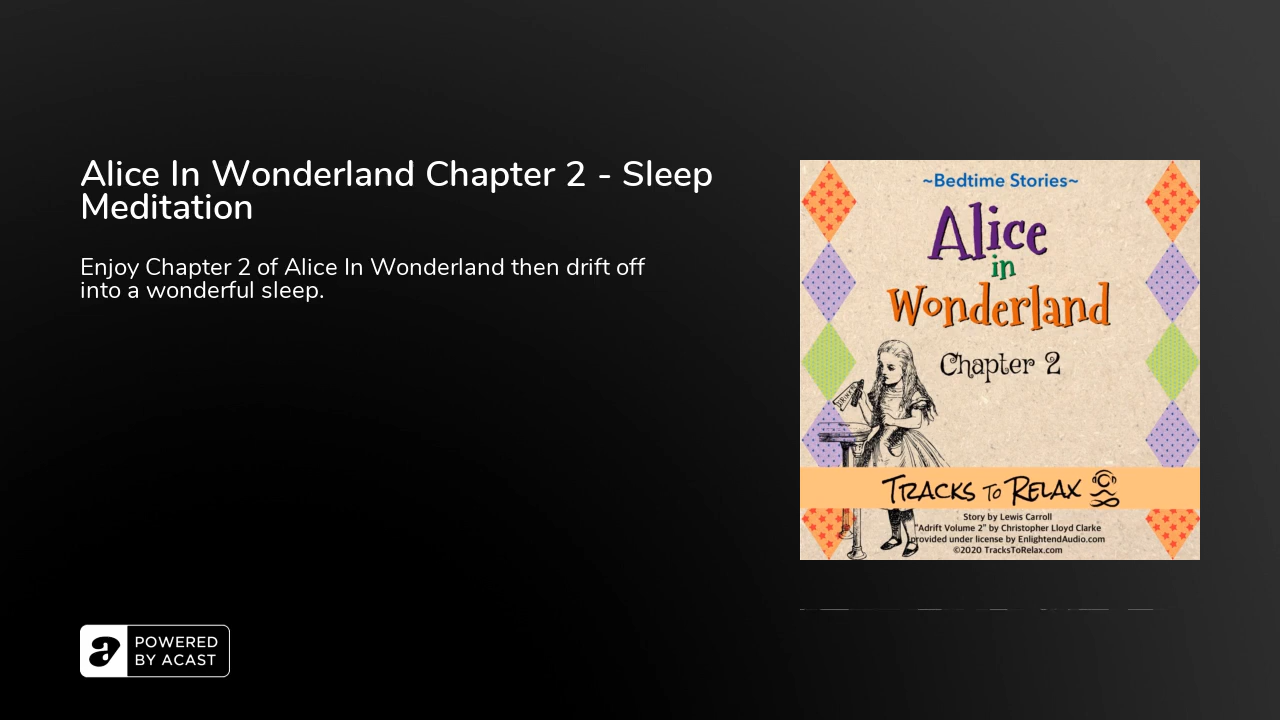 Alice In Wonderland Chapter 2 - Sleep
Meditation
Enjoy Chapter 2 of Alice In Wonderland then drift off
into a wonderful sleep.
~Bedtime Stories~
Alice
in
Wonderland
Chapter 2
DRINK
TRACKS TO RELAX
Story by Lewis Carroll
"Adrift Volume 2" by Christopher Lloyd Clarke
provided under license by EnlightendAudio.com
©2020 TracksToRelax.com
a POWERED
BY ACAST